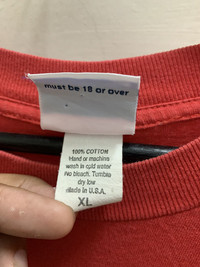 must be 18 or over
100% COTTON
Hand or machine
wash in cold water
No bleach. Tumble
dry low
Made in U.S.A.
XL